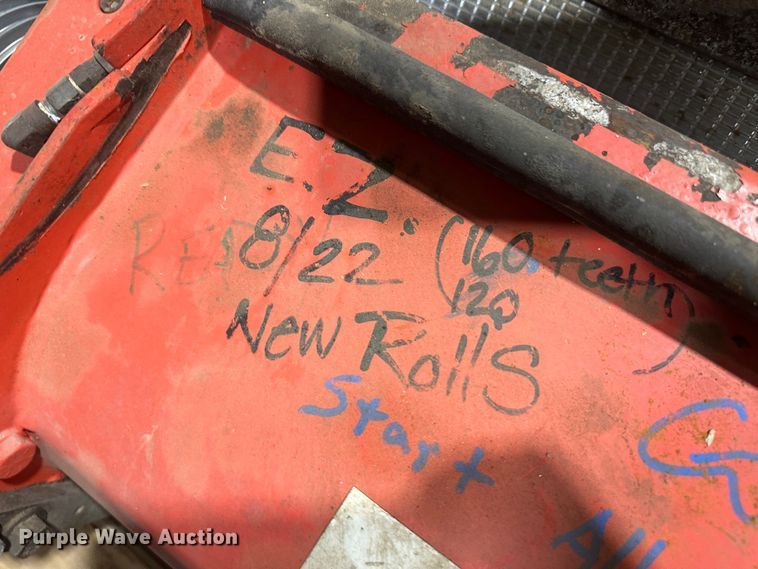 E.Z.
8/22 (160 teeth)
120
New Rolls
Start
All
Purple Wave Auction